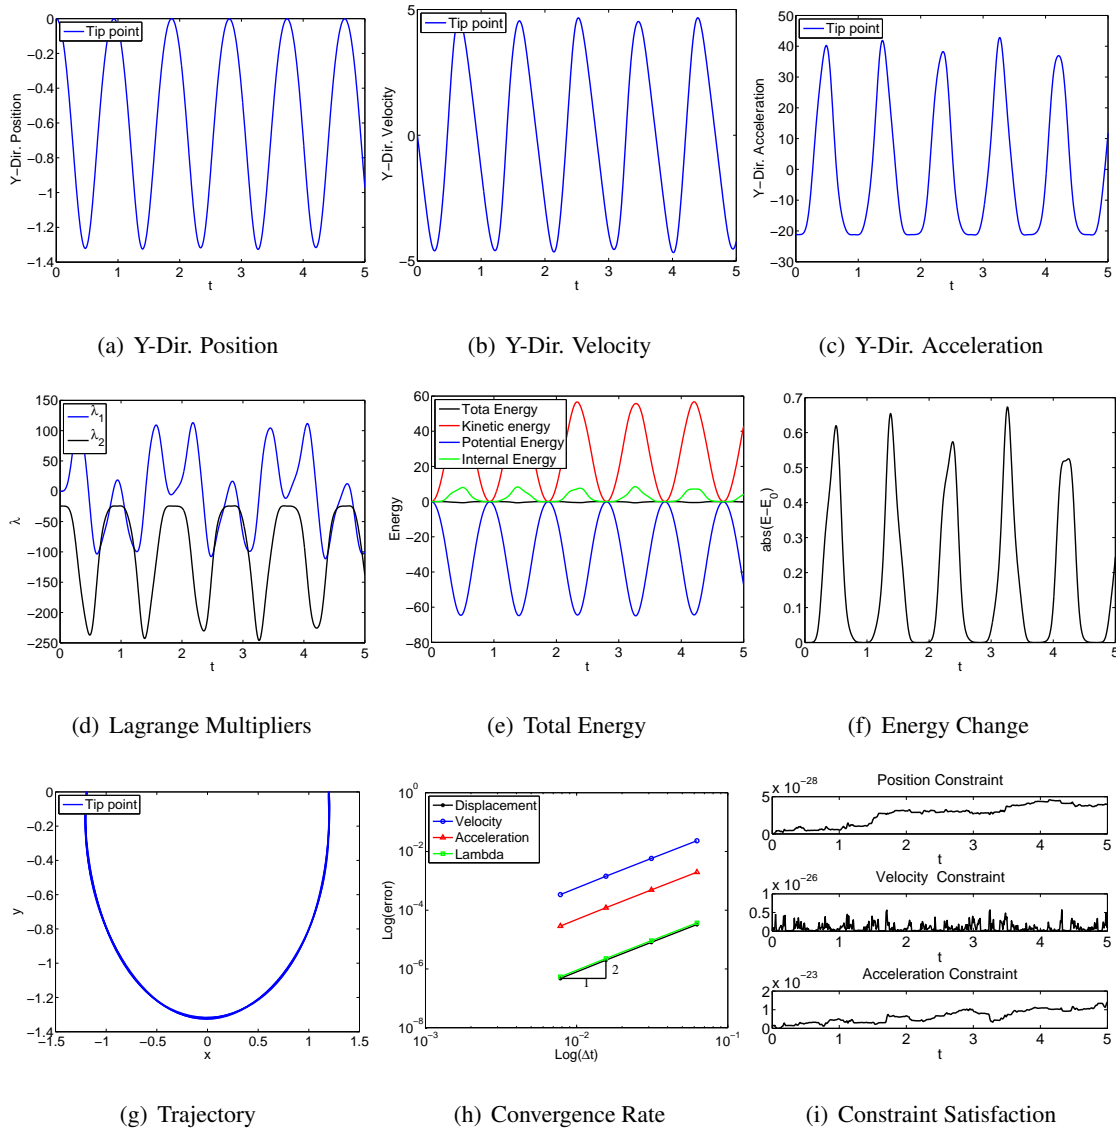 0
−0.2
−0.4
−0.6
−0.8
−1
−1.2
−1.4
0 1 2 3 4 5
t
Y−Dir. Position
Tip point
(a) Y-Dir. Position
5
0
−5
0 1 2 3 4 5
t
Y−Dir. Velocity
Tip point
(b) Y-Dir. Velocity
50
40
30
20
10
0
−10
−20
−30
0 1 2 3 4 5
t
Y−Dir. Acceleration
Tip point
(c) Y-Dir. Acceleration
150
100
50
0
−50
−100
−150
−200
−250
0 1 2 3 4 5
t
λ
λ1
λ2
(d) Lagrange Multipliers
60
40
20
0
−20
−40
−60
−80
0 1 2 3 4 5
t
Energy
Tota Energy
Kinetic energy
Potential Energy
Internal Energy
(e) Total Energy
0.7
0.6
0.5
0.4
0.3
0.2
0.1
0
0 1 2 3 4 5
t
abs(E−E0)
(f) Energy Change
0
−0.2
−0.4
−0.6
−0.8
−1
−1.2
−1.4
−1.5 −1 −0.5 0 0.5 1 1.5
x
y
Tip point
(g) Trajectory
10^0
10^−2
10^−4
10^−6
10^−8
10^−3 10^−2 10^−1
Log(Δt)
Log(error)
Displacement
Velocity
Acceleration
Lambda
2
1
(h) Convergence Rate
x 10^−28
Position Constraint
5
0
0 1 2 3 4 5
t
x 10^−26
Velocity Constraint
1
0.5
0
0 1 2 3 4 5
t
x 10^−23
Acceleration Constraint
2
1
0
0 1 2 3 4 5
t
(i) Constraint Satisfaction